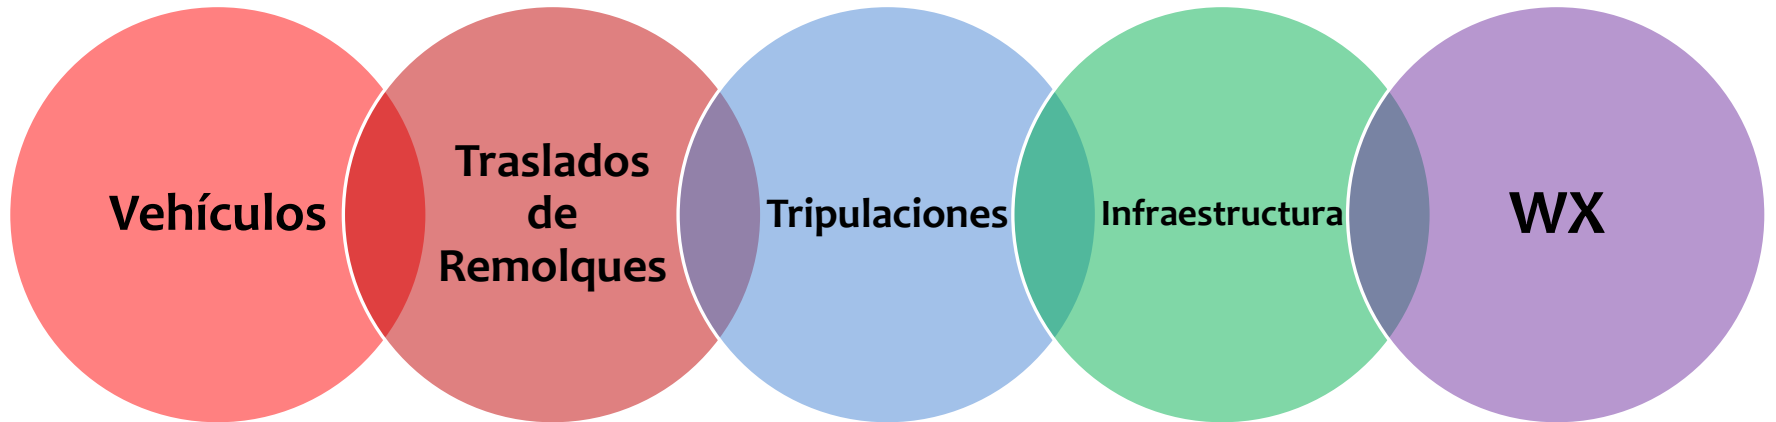 Vehículos
Traslados
de
Remolques
Tripulaciones
Infraestructura
WX